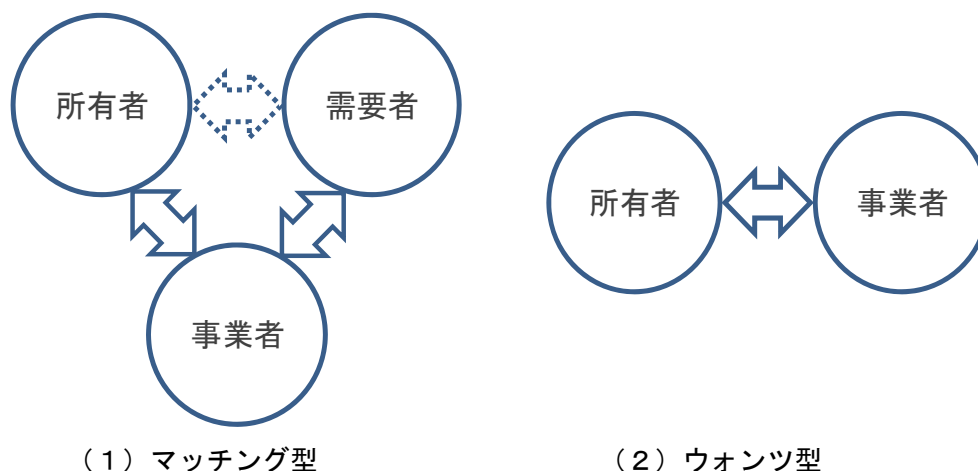 所有者
需要者
事業者
（１）マッチング型
所有者
事業者
（２）ウォンツ型